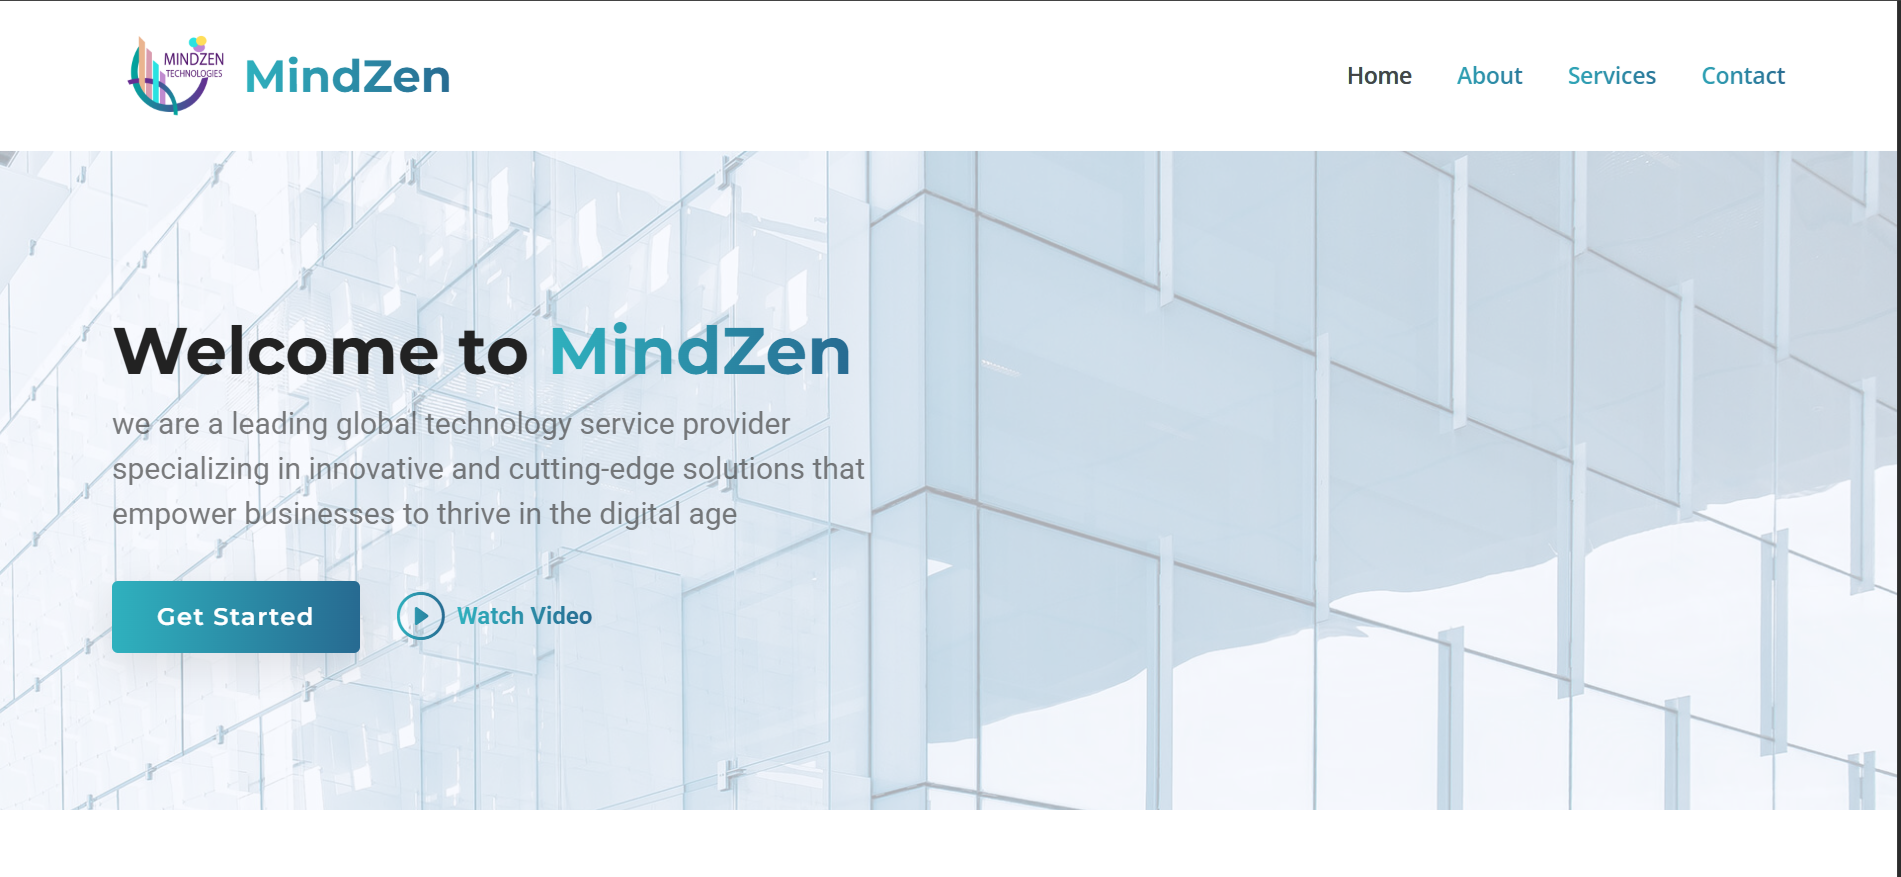 MINDZEN
TECHNOLOGIES
MindZen
Home
About
Services
Contact
Welcome to MindZen
we are a leading global technology service provider
specializing in innovative and cutting-edge solutions that
empower businesses to thrive in the digital age
Get Started
Watch Video